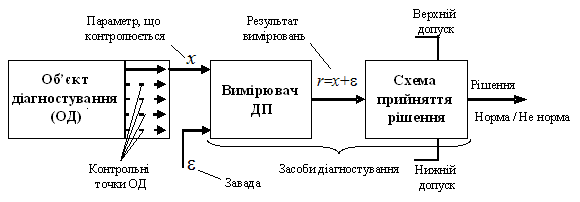 Параметр, що
контролюється
x
Результат
вимірювань
r=x+ε
Верхній
допуск
Об'єкт
діагностування
(ОД)
Вимірювач
ДП
Схема
прийняття
рішення
Рішення
Норма / Не норма
Контрольні
точки ОД
ε
Завада
Засоби діагностування
Нижній
допуск